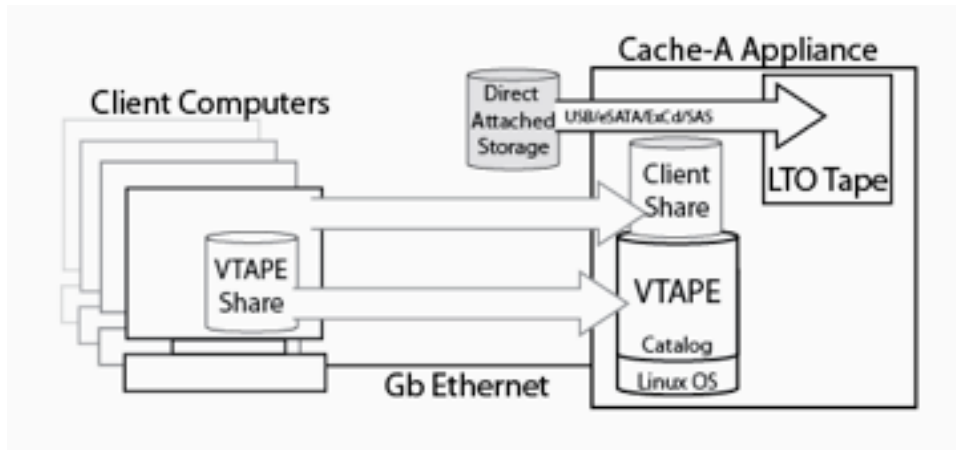 Cache-A Appliance
Client Computers
Direct
Attached
Storage
USB/eSATA/ExCd/SAS
LTO Tape
Client
Share
VTAPE
Share
VTAPE
Catalog
Linux OS
Gb Ethernet